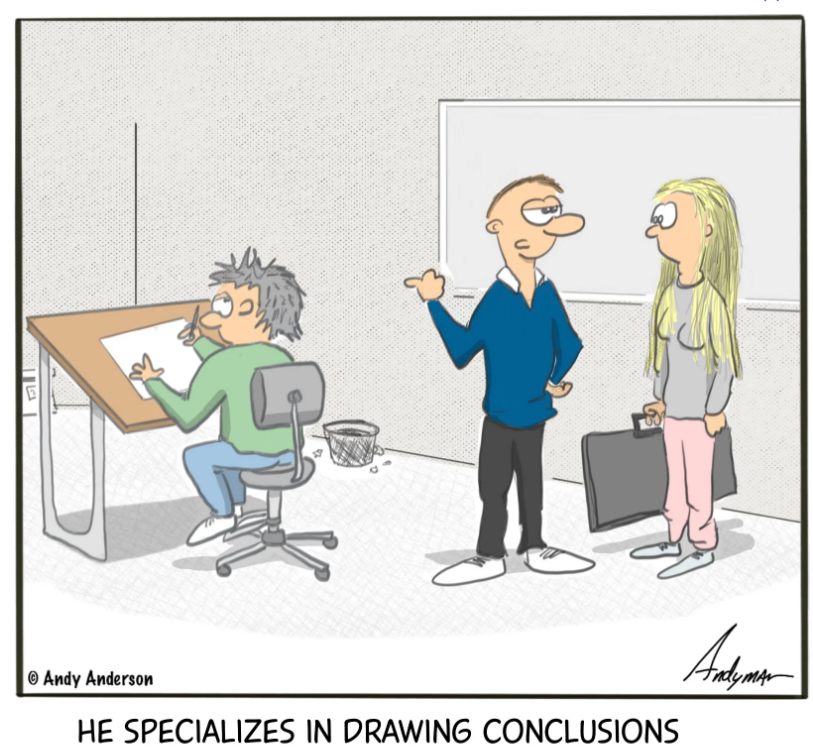 © Andy Anderson
Andyman
HE SPECIALIZES IN DRAWING CONCLUSIONS